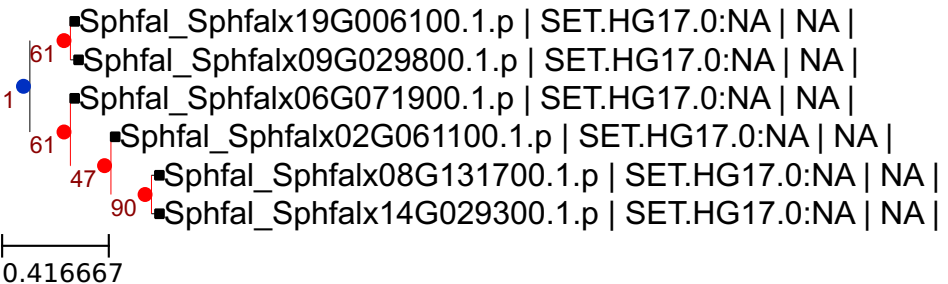 Sphfal_Sphfalx19G006100.1.p | SET.HG17.0:NA | NA |
61
Sphfal_Sphfalx09G029800.1.p | SET.HG17.0:NA | NA |
1
Sphfal_Sphfalx06G071900.1.p | SET.HG17.0:NA | NA |
61
Sphfal_Sphfalx02G061100.1.p | SET.HG17.0:NA | NA |
47
Sphfal_Sphfalx08G131700.1.p | SET.HG17.0:NA | NA |
90
Sphfal_Sphfalx14G029300.1.p | SET.HG17.0:NA | NA |
0.416667